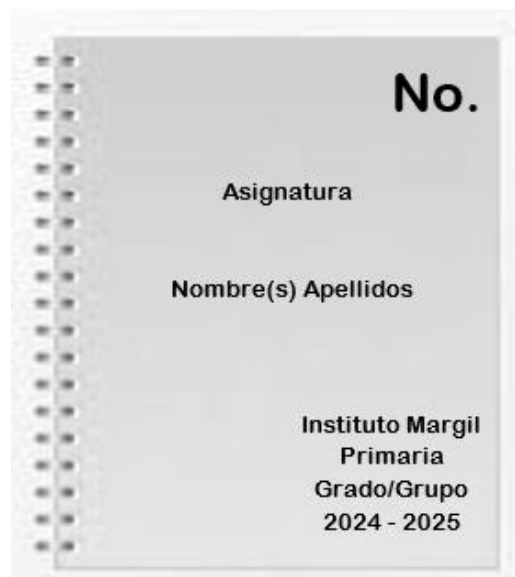 No.
Asignatura
Nombre(s) Apellidos
Instituto Margil
Primaria
Grado/Grupo
2024 - 2025